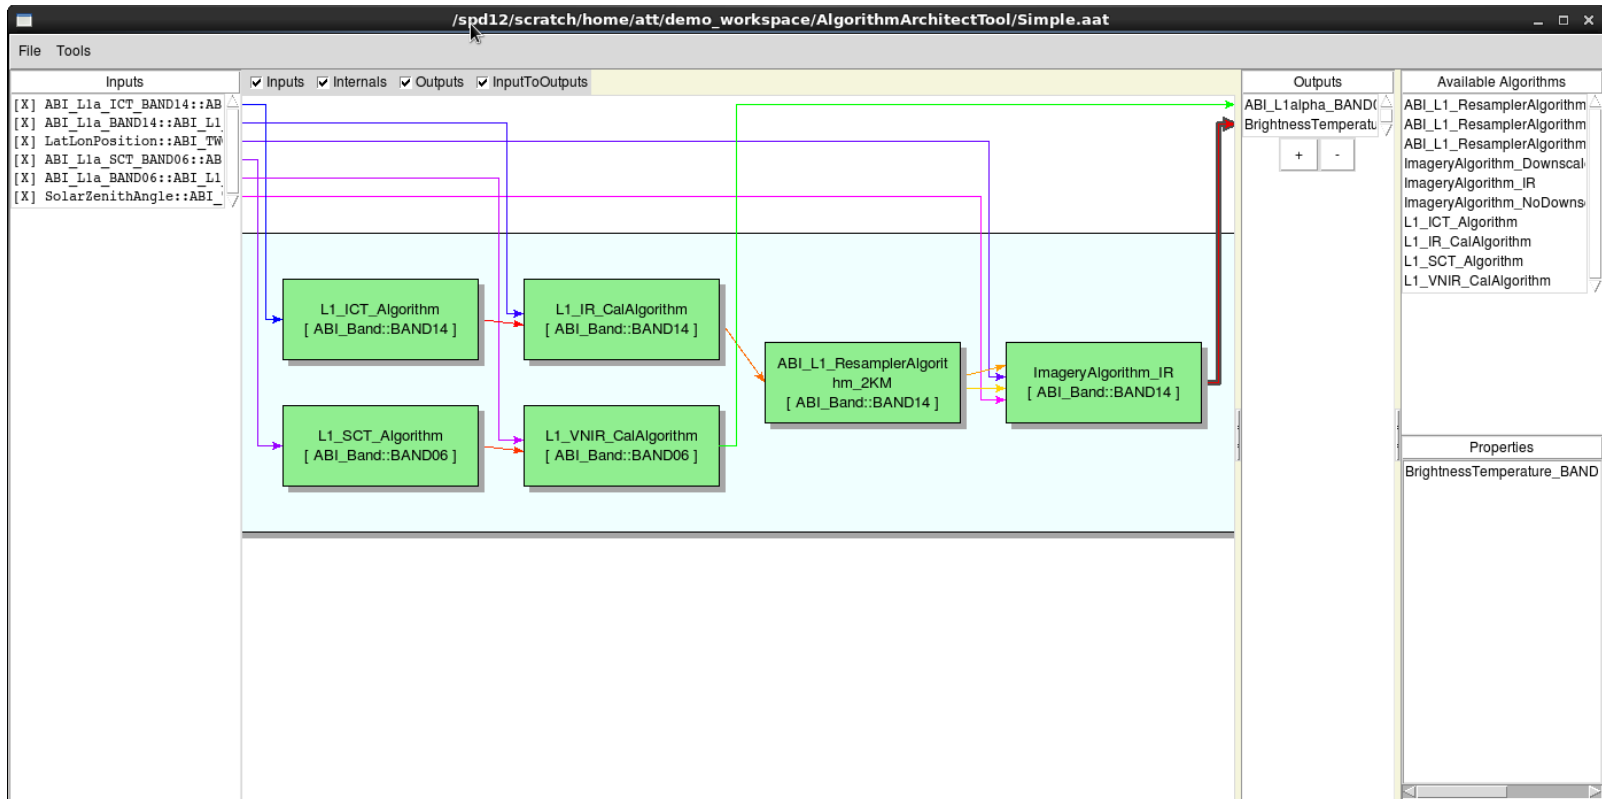 /spd12/scratch/home/att/demo_workspace/AlgorithmArchitectTool/Simple.aat
File Tools
Inputs
[X] ABI_L1a_ICT_BAND14::AB
[X] ABI_L1a_BAND14::ABI_L1
[X] LatLonPosition::ABI_TW
[X] ABI_L1a_SCT_BAND06::AB
[X] ABI_L1a_BAND06::ABI_L1
[X] SolarZenithAngle::ABI_
Inputs Internals Outputs InputToOutputs
L1_ICT_Algorithm
[ ABI_Band::BAND14 ]
L1_IR_CalAlgorithm
[ ABI_Band::BAND14 ]
L1_SCT_Algorithm
[ ABI_Band::BAND06 ]
L1_VNIR_CalAlgorithm
[ ABI_Band::BAND06 ]
ABI_L1_ResamplerAlgorit
hm_2KM
[ ABI_Band::BAND14 ]
ImageryAlgorithm_IR
[ ABI_Band::BAND14 ]
Outputs
ABI_L1alpha_BAND(
BrightnessTemperatu
+ -
Available Algorithms
ABI_L1_ResamplerAlgorithm
ABI_L1_ResamplerAlgorithm
ABI_L1_ResamplerAlgorithm
ImageryAlgorithm_Downscal
ImageryAlgorithm_IR
ImageryAlgorithm_NoDowns
L1_ICT_Algorithm
L1_IR_CalAlgorithm
L1_SCT_Algorithm
L1_VNIR_CalAlgorithm
Properties
BrightnessTemperature_BAND